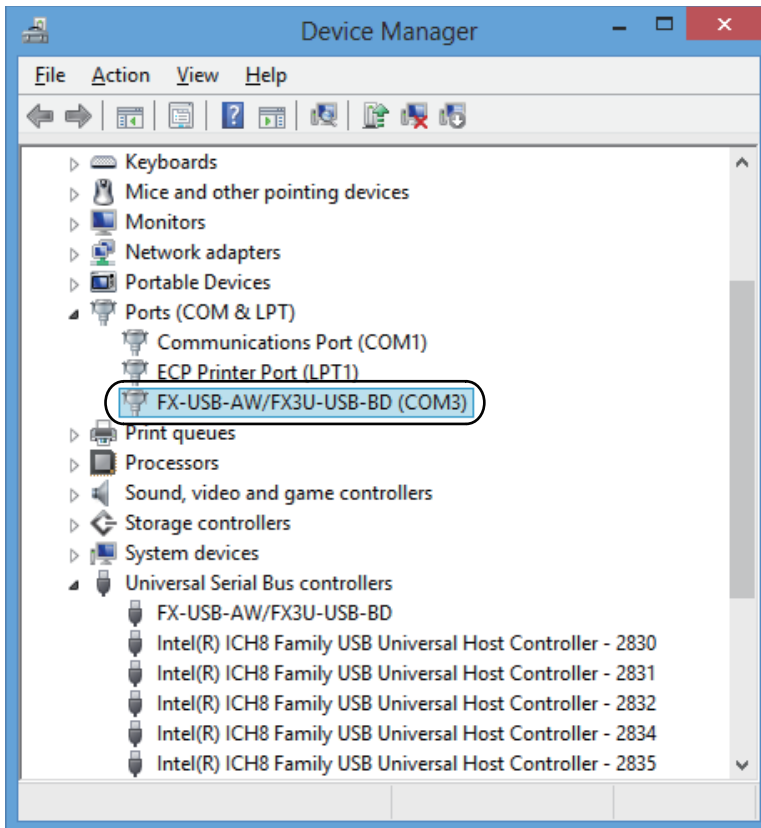 Device Manager
File Action View Help
Keyboards
Mice and other pointing devices
Monitors
Network adapters
Portable Devices
Ports (COM & LPT)
Communications Port (COM1)
ECP Printer Port (LPT1)
FX-USB-AW/FX3U-USB-BD (COM3)
Print queues
Processors
Sound, video and game controllers
Storage controllers
System devices
Universal Serial Bus controllers
FX-USB-AW/FX3U-USB-BD
Intel(R) ICH8 Family USB Universal Host Controller - 2830
Intel(R) ICH8 Family USB Universal Host Controller - 2831
Intel(R) ICH8 Family USB Universal Host Controller - 2832
Intel(R) ICH8 Family USB Universal Host Controller - 2834
Intel(R) ICH8 Family USB Universal Host Controller - 2835